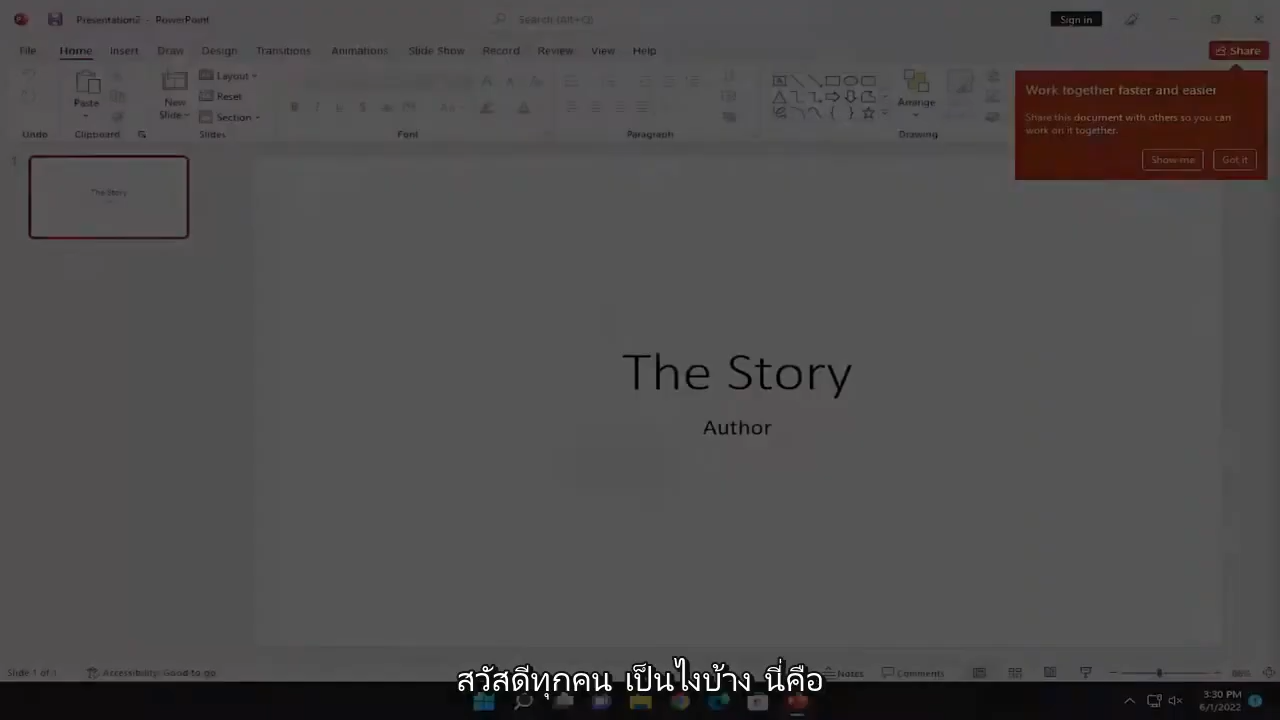 Presentation2 - PowerPoint
Search (Alt+Q)
Sign in
File Home Insert Draw Design Transitions Animations Slide Show Record Review View Help
Share
Paste
New Slide
Layout
Reset
Section
Arrange
Undo Clipboard Slides Font Paragraph Drawing
Work together faster and easier
Share this document with others so you can
work on it together.
Show me Got it
1
The Story
The Story
Author
Slide 1 of 1
Accessibility: Good to go
Notes
Comments
สวัสดีทุกคน เป็นไงบ้าง นี่คือ
3:30 PM
6/1/2022